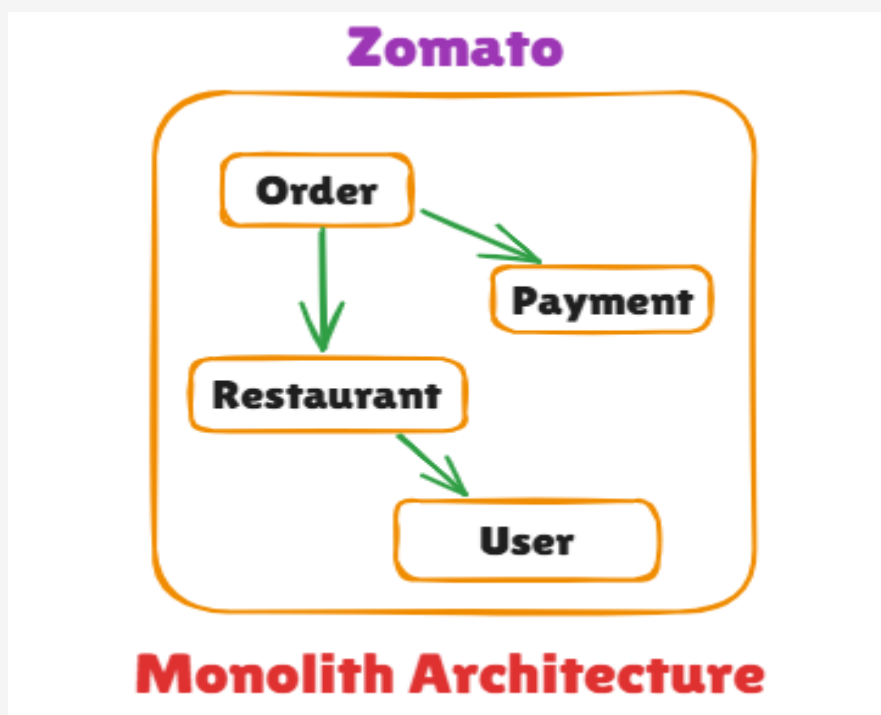 Zomato
Order
Payment
Restaurant
User
Monolith Architecture